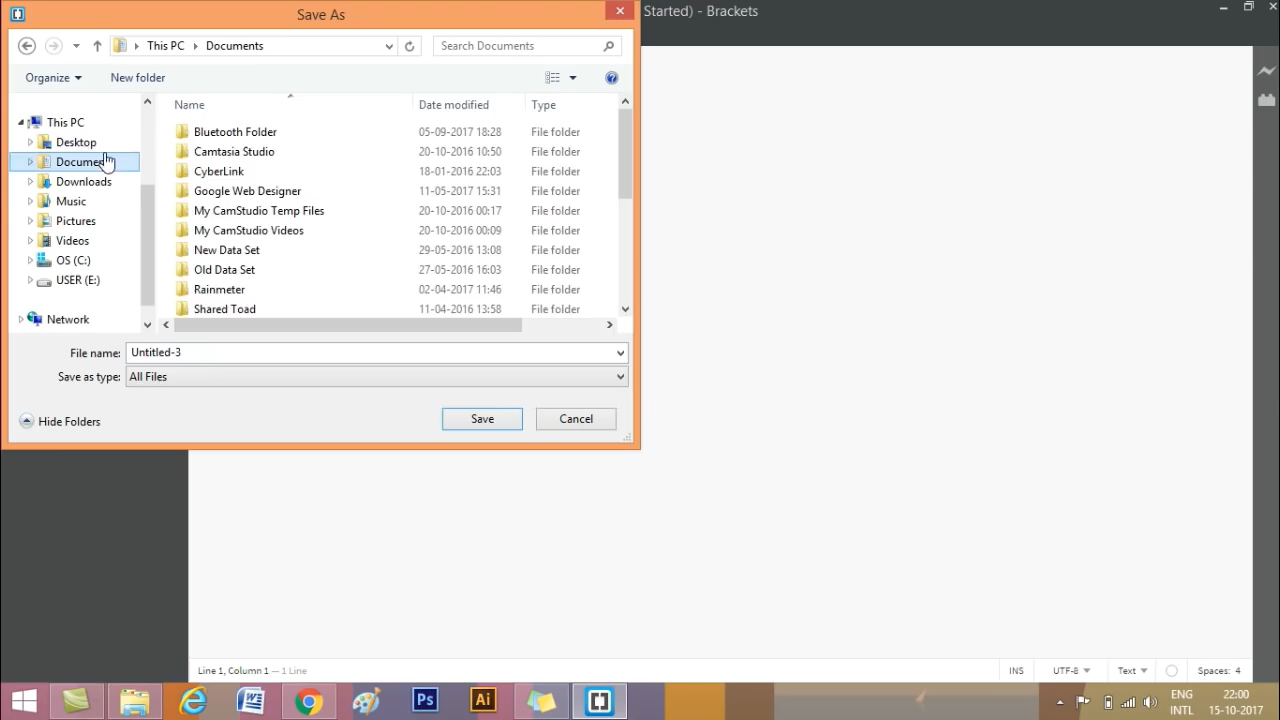 Save As
Started) - Brackets
This PC
Documents
Search Documents
Organize
New folder
Name
Date modified
Type
This PC
Desktop
Documen
Downloads
Music
Pictures
Videos
OS (C:)
USER (E:)
Network
Bluetooth Folder 05-09-2017 18:28 File folder
Camtasia Studio 20-10-2016 10:50 File folder
CyberLink 18-01-2016 22:03 File folder
Google Web Designer 11-05-2017 15:31 File folder
My CamStudio Temp Files 20-10-2016 00:17 File folder
My CamStudio Videos 20-10-2016 00:09 File folder
New Data Set 29-05-2016 13:08 File folder
Old Data Set 27-05-2016 16:03 File folder
Rainmeter 02-04-2017 11:46 File folder
Shared Toad 11-04-2016 13:58 File folder
File name: Untitled-3
Save as type: All Files
Hide Folders
Save
Cancel
Line 1, Column 1 — 1 Line
INS
UTF-8
Text
Spaces: 4
Ps
Ai
ENG
INTL
22:00
15-10-2017